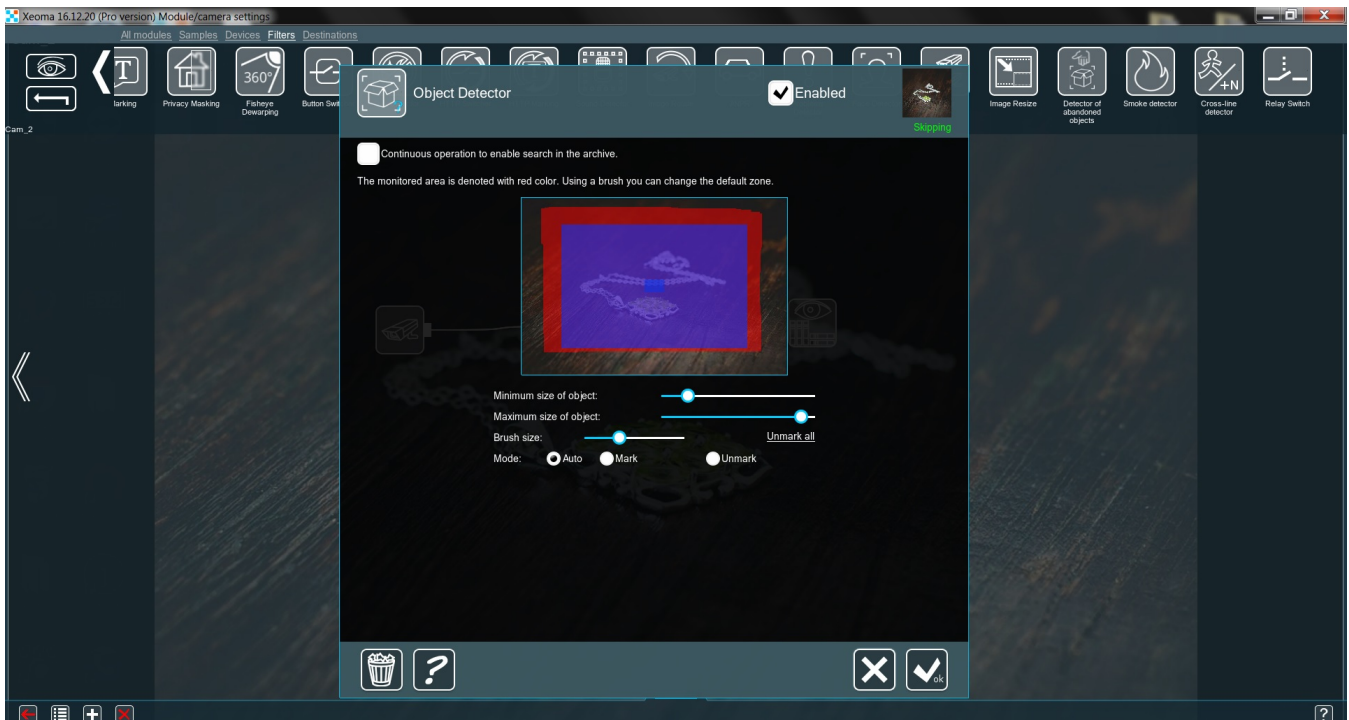 Xeoma 16.12.20 (Pro version) Module/camera settings
All modules Samples Devices Filters Destinations
T
360°
+N
larking
Privacy Masking
Fisheye
Dewarping
Button Swit
Image Resize
Detector of
abandoned
objects
Smoke detector
Cross-line
detector
Relay Switch
Cam_2
Object Detector
Enabled
Skipping
Continuous operation to enable search in the archive.
The monitored area is denoted with red color. Using a brush you can change the default zone.
Minimum size of object:
Maximum size of object:
Brush size:
Unmark all
Mode: Auto Mark Unmark
?
ok
?